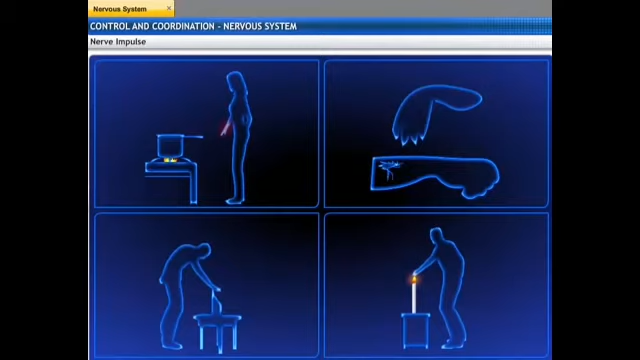 Nervous System ×
CONTROL AND COORDINATION - NERVOUS SYSTEM
Nerve Impulse